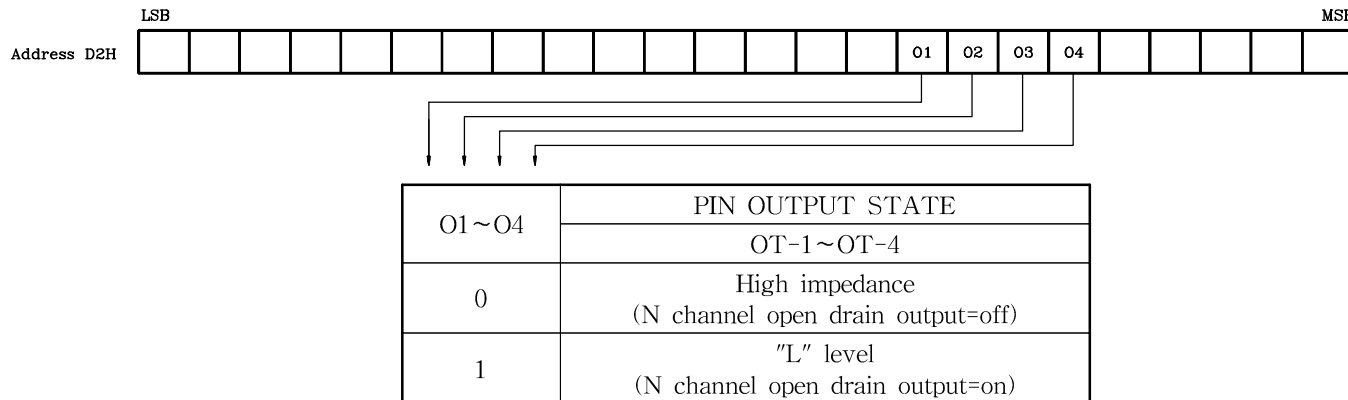 LSB MSB
Address D2H O1 O2 O3 O4
O1~O4 PIN OUTPUT STATE
OT-1~OT-4
0 High impedance
(N channel open drain output=off)
1 "L" level
(N channel open drain output=on)